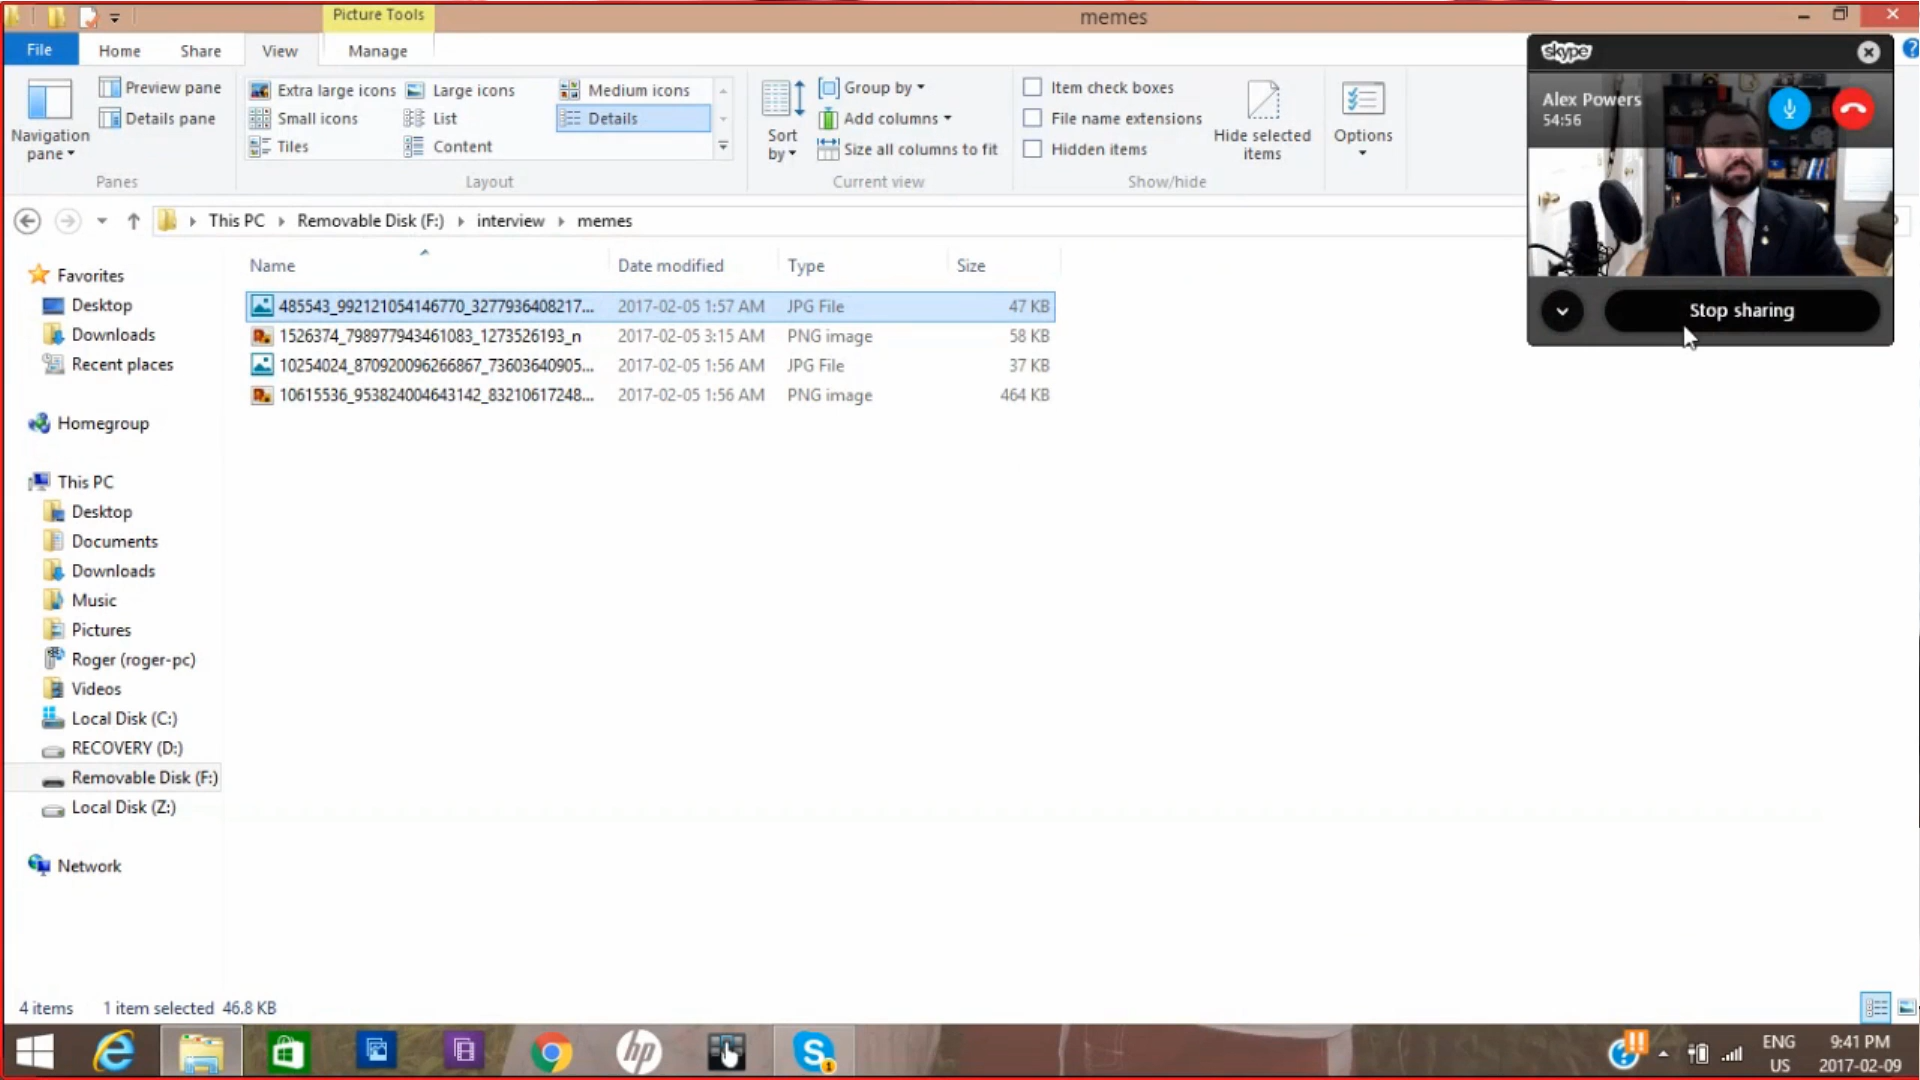 Picture Tools
memes
File Home Share View Manage
Navigation pane
Preview pane
Details pane
Panes
Extra large icons Large icons Medium icons
Small icons List Details
Tiles Content
Layout
Sort by
Group by
Add columns
Size all columns to fit
Current view
Item check boxes
File name extensions
Hidden items
Hide selected items
Show/hide
Options
skype
Alex Powers
54:56
Stop sharing
This PC Removable Disk (F:) interview memes
Name Date modified Type Size
485543_992121054146770_3277936408217... 2017-02-05 1:57 AM JPG File 47 KB
1526374_798977943461083_1273526193_n 2017-02-05 3:15 AM PNG image 58 KB
10254024_870920096266867_73603640905... 2017-02-05 1:56 AM JPG File 37 KB
10615536_953824004643142_83210617248... 2017-02-05 1:56 AM PNG image 464 KB
Favorites
Desktop
Downloads
Recent places
Homegroup
This PC
Desktop
Documents
Downloads
Music
Pictures
Roger (roger-pc)
Videos
Local Disk (C:)
RECOVERY (D:)
Removable Disk (F:)
Local Disk (Z:)
Network
4 items 1 item selected 46.8 KB
hp
S
1
ENG
US
9:41 PM
2017-02-09